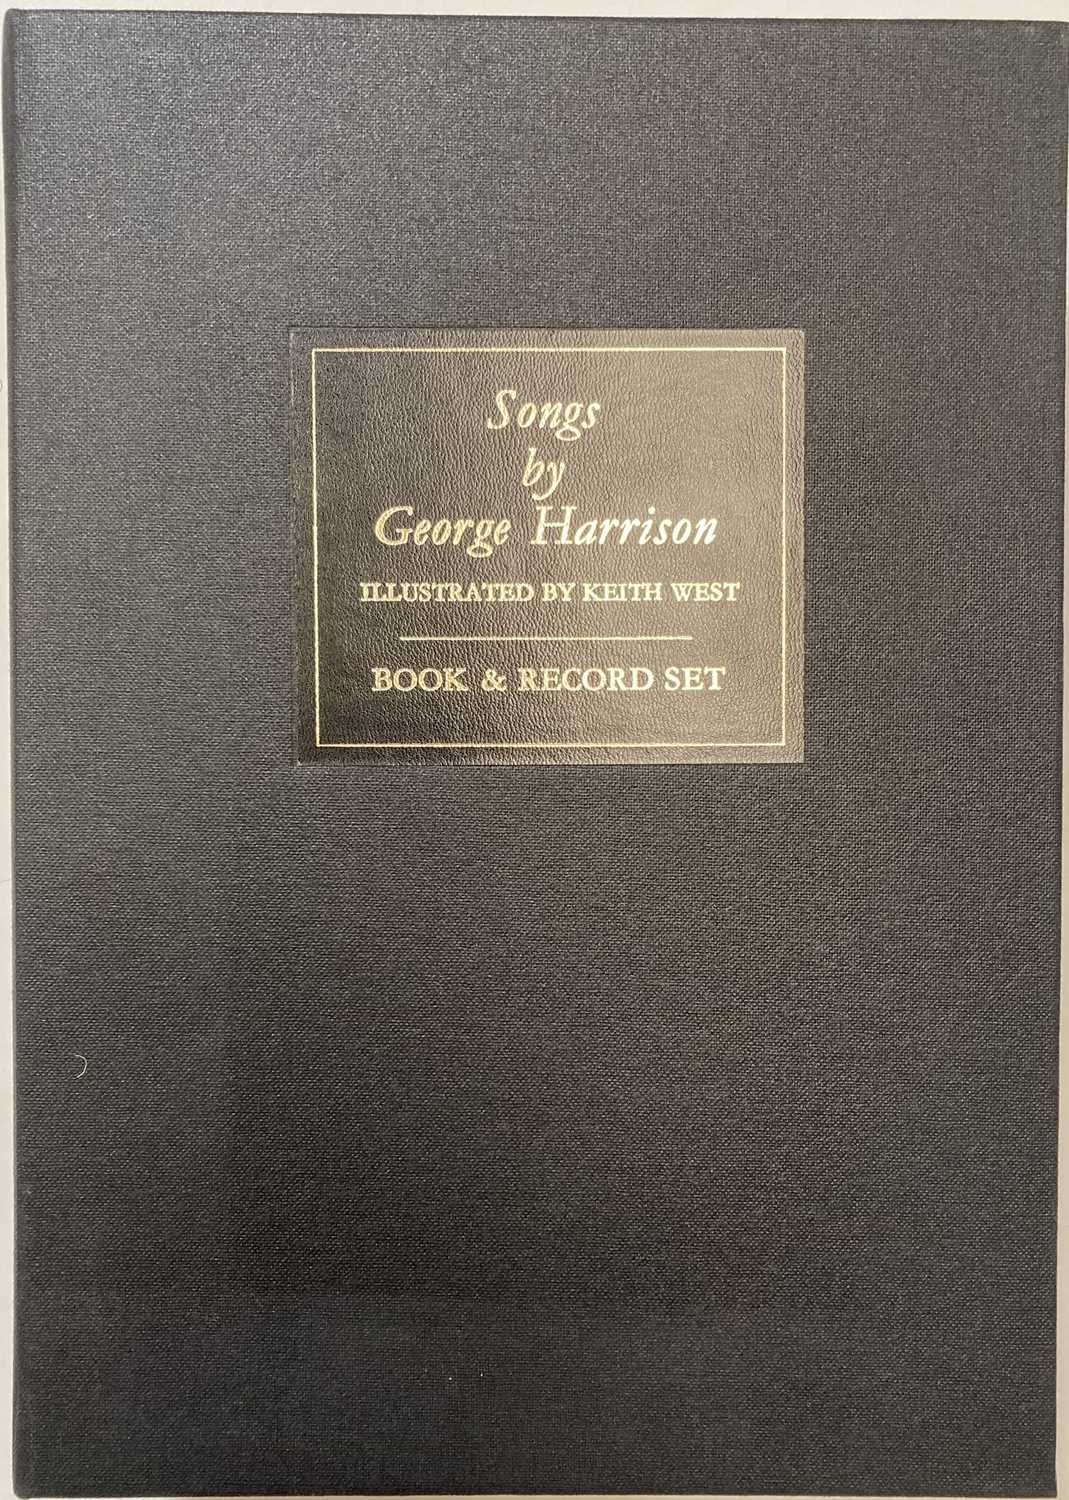 Songs
by
George Harrison
ILLUSTRATED BY KEITH WEST
BOOK & RECORD SET